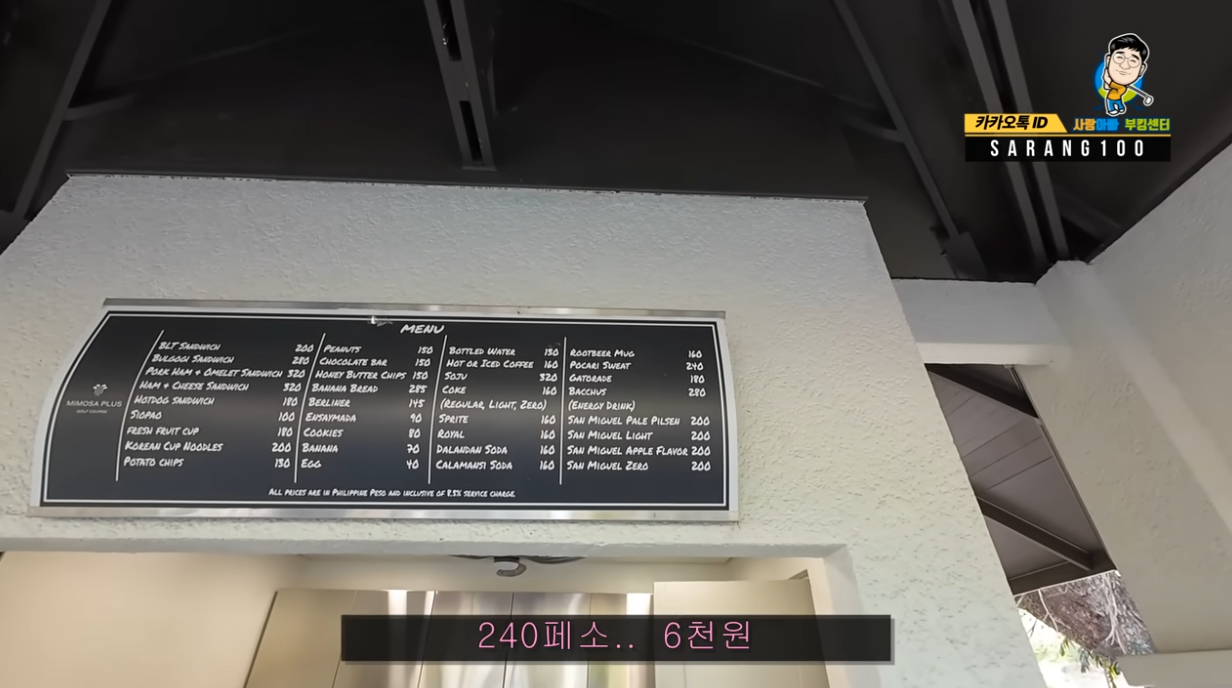 카카오톡 ID 사랑아빠 부킹센터
SARANG100
MENU
MIMOSA PLUS
GOLF COURSE
BLT SANDWICH 200
BULGOGI SANDWICH 280
PORK HAM & OMELET SANDWICH 320
HAM & CHEESE SANDWICH 320
HOTDOG SANDWICH 180
SIOPAO 100
FRESH FRUIT CUP 180
KOREAN CUP NOODLES 200
POTATO CHIPS 130
PEANUTS 150
CHOCOLATE BAR 150
HONEY BUTTER CHIPS 150
BANANA BREAD 285
BERLINER 145
ENSAYMADA 90
COOKIES 80
BANANA 70
EGG 40
BOTTLED WATER 130
HOT OR ICED COFFEE 160
SOJU 320
COKE 160
(REGULAR, LIGHT, ZERO)
SPRITE 160
ROYAL 160
DALANDAN SODA 160
CALAMANSI SODA 160
ROOTBEER MUG 160
POCARI SWEAT 240
GATORADE 180
BACCHUS 280
(ENERGY DRINK)
SAN MIGUEL PALE PILSEN 200
SAN MIGUEL LIGHT 200
SAN MIGUEL APPLE FLAVOR 200
SAN MIGUEL ZERO 200
ALL PRICES ARE IN PHILIPPINE PESO AND INCLUSIVE OF 8.5% SERVICE CHARGE.
240페소.. 6천원